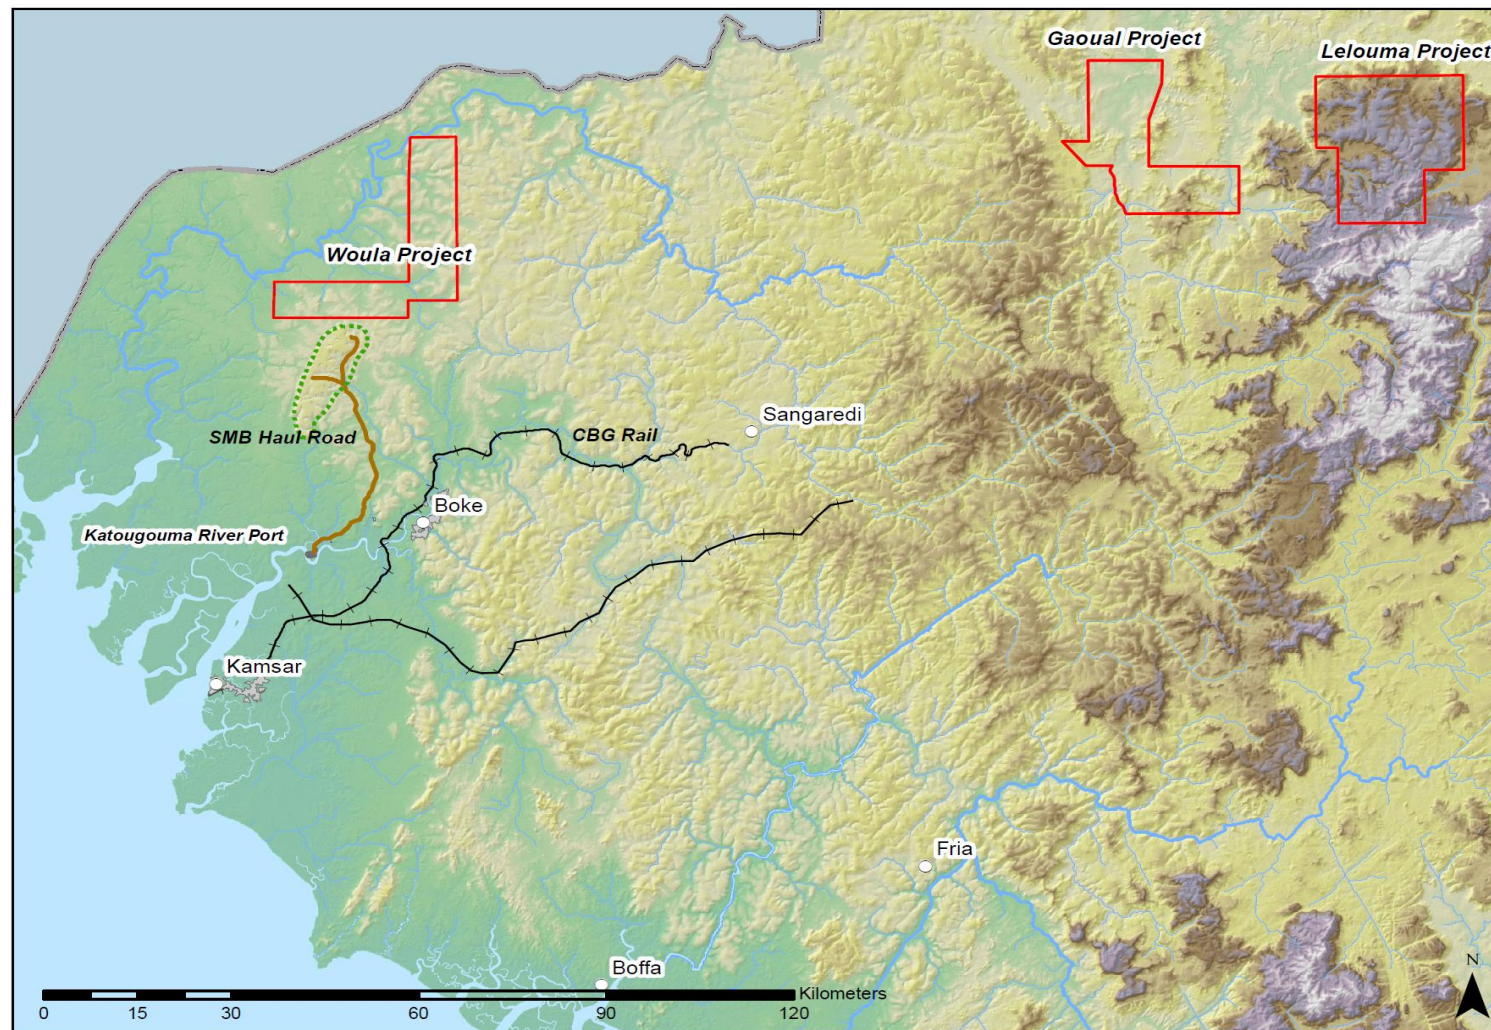 Gaoual Project
Lelouma Project
Woula Project
Sangaredi
SMB Haul Road
CBG Rail
Boke
Katougouma River Port
Kamsar
Fria
Boffa
N
Kilometers
0 15 30 60 90 120